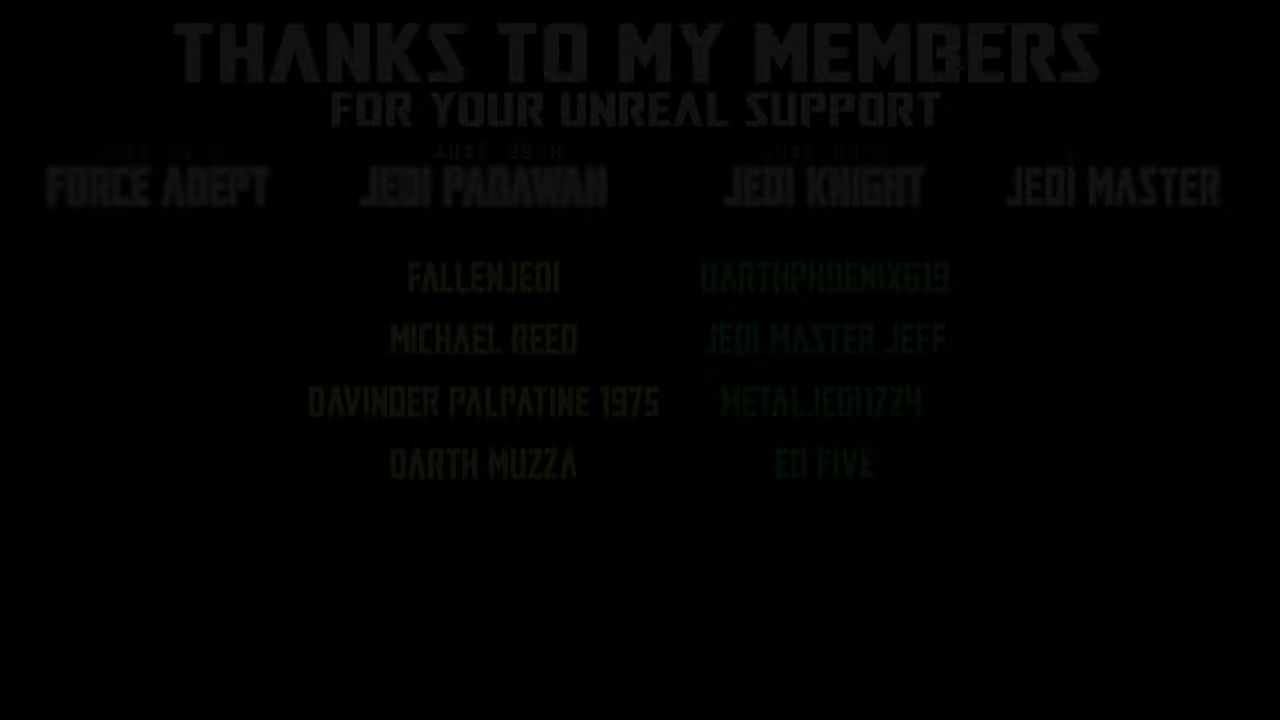 THANKS TO MY MEMBERS
FOR YOUR UNREAL SUPPORT
FORCE ADEPT JEDI PADAWAN JEDI KNIGHT JEDI MASTER
FALLENJEDI DARTHPHOENIX619
MICHAEL REED JEDI MASTER JEFF
DAVINDER PALPATINE 1975 METALJEDI1224
DARTH MUZZA ED FIVE